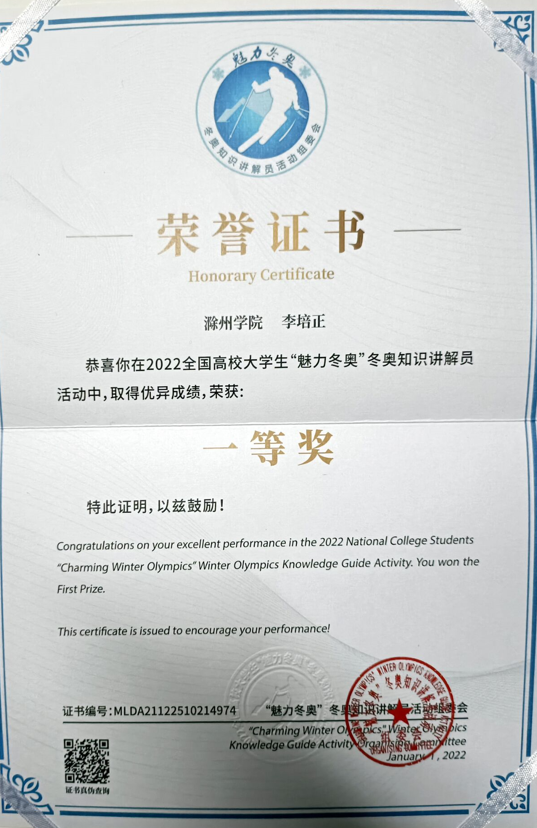 魅力冬奥
冬奥知识讲解员活动组委会
荣誉证书
Honorary Certificate
滁州学院 李培正
恭喜你在2022全国高校大学生“魅力冬奥”冬奥知识讲解员
活动中，取得优异成绩，荣获：
一等奖
特此证明，以兹鼓励！
Congratulations on your excellent performance in the 2022 National College Students
“Charming Winter Olympics” Winter Olympics Knowledge Guide Activity. You won the
First Prize.
This certificate is issued to encourage your performance!
证书编号：MLDA21122510214974
“魅力冬奥”冬奥知识讲解员活动组委会
“Charming Winter Olympics” Winter Olympics
Knowledge Guide Activity Organising Committee
January 1, 2022
证书真伪查询